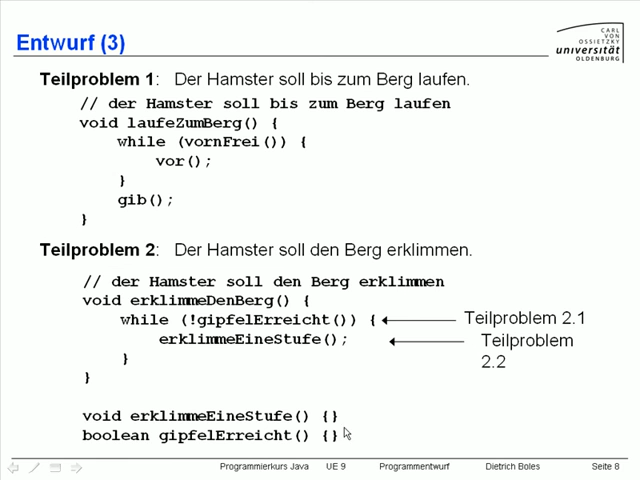 Entwurf (3)
CARL
VON
OSSIETZKY
universität
OLDENBURG
Teilproblem 1: Der Hamster soll bis zum Berg laufen.
// der Hamster soll bis zum Berg laufen
void laufeZumBerg() {
while (vornFrei()) {
vor();
}
gib();
}
Teilproblem 2: Der Hamster soll den Berg erklimmen.
// der Hamster soll den Berg erklimmen
void erklimmeDenBerg() {
while (!gipfelErreicht()) {
Teilproblem 2.1
erklimmeEineStufe();
Teilproblem
2.2
}
}
void erklimmeEineStufe() {}
boolean gipfelErreicht() {}
Programmierkurs Java UE 9 Programmentwurf Dietrich Boles Seite 8